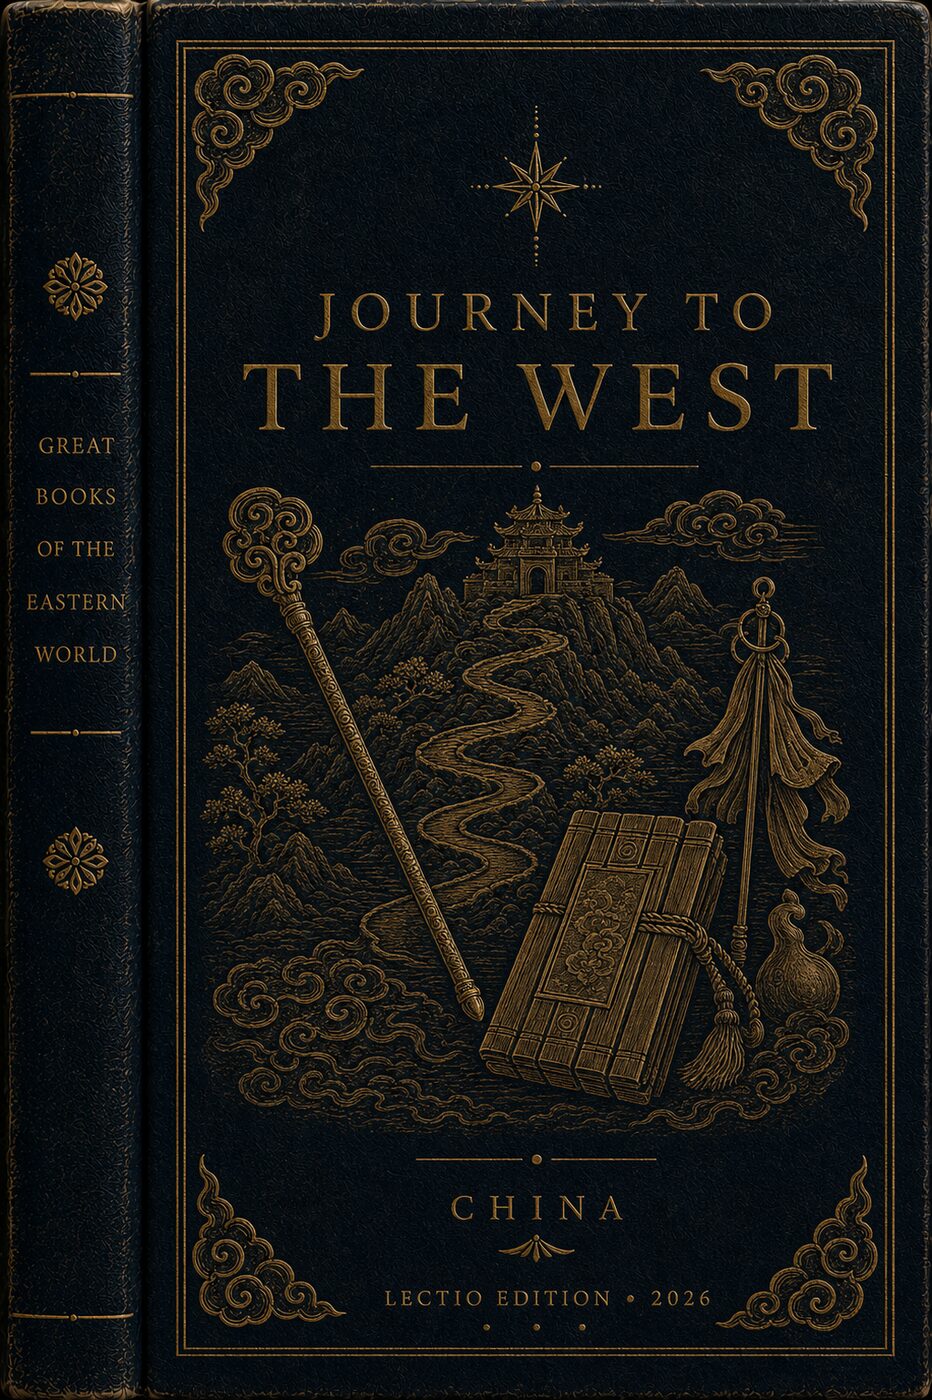 GREAT
BOOKS
OF THE
EASTERN
WORLD
JOURNEY TO
THE WEST
CHINA
LECTIO EDITION • 2026